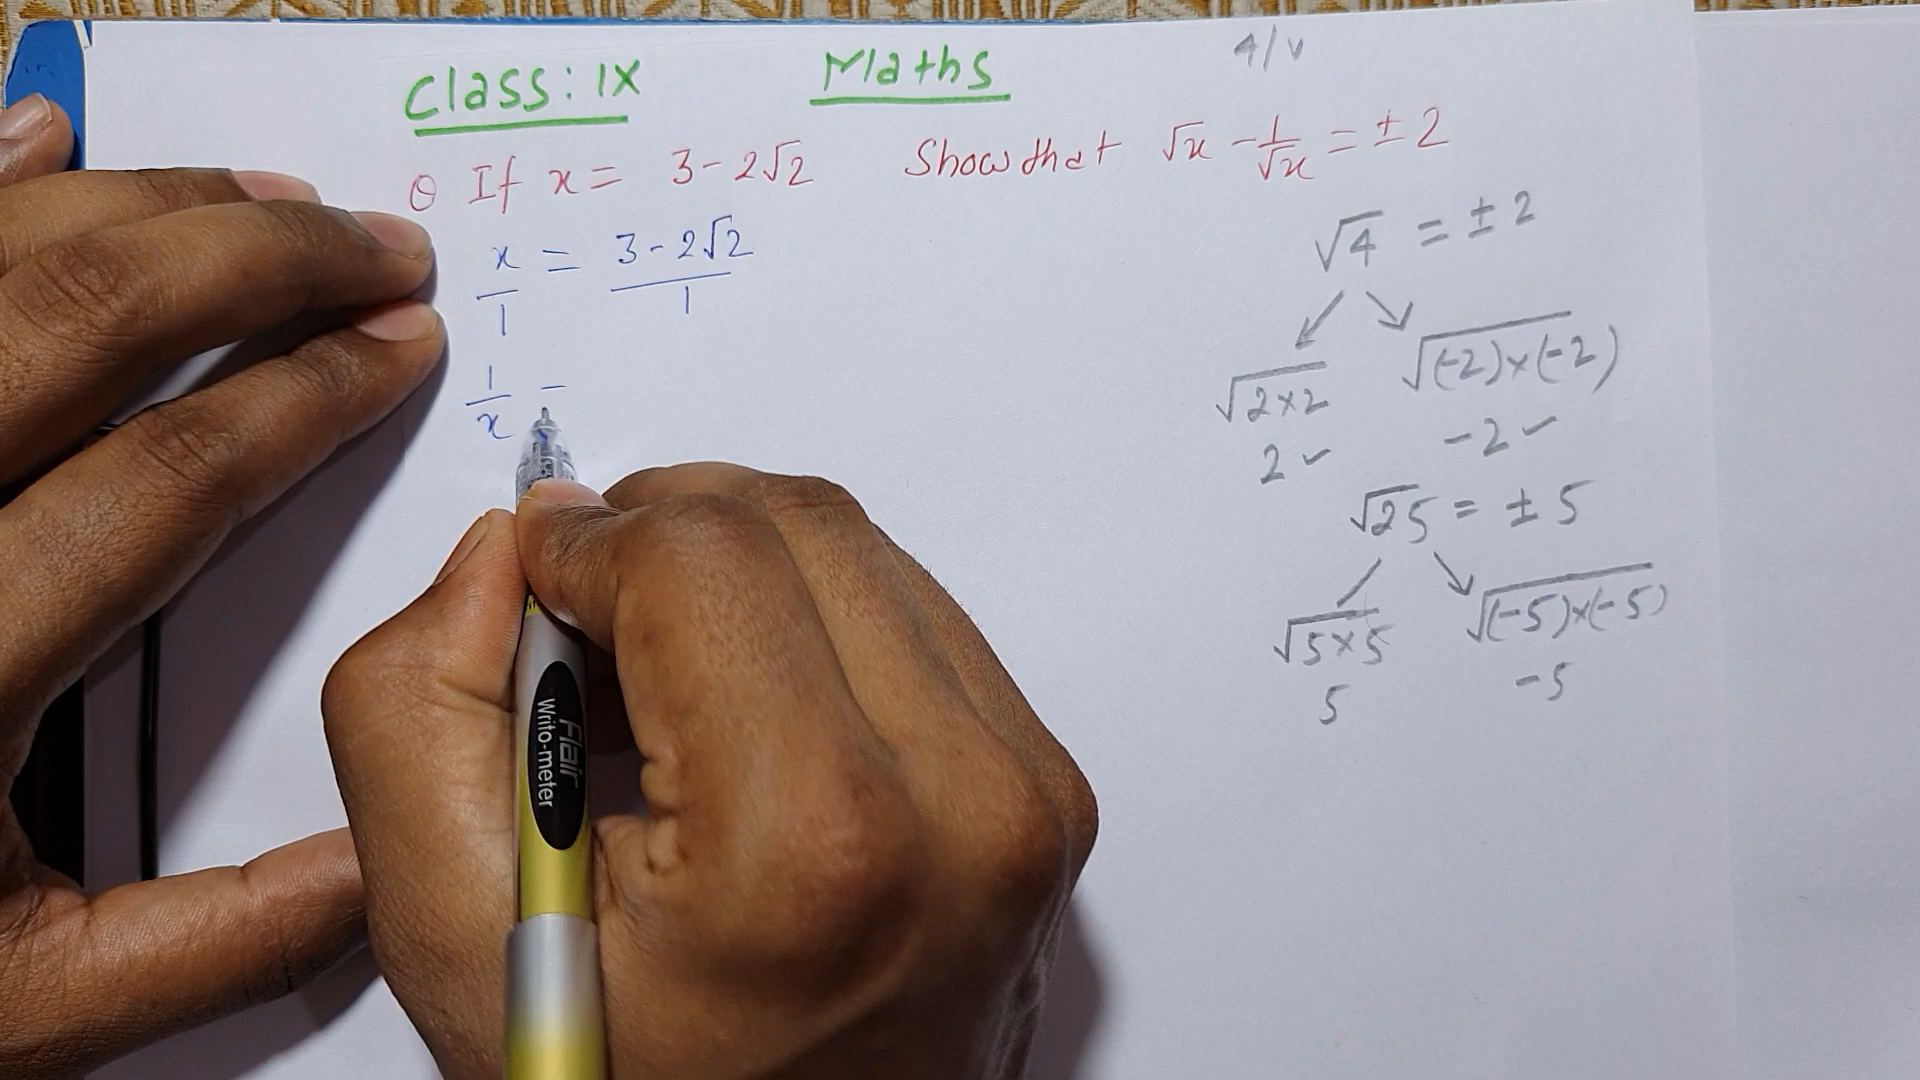 4/v
Class: IX Maths
Q If x = 3 - 2√2 Show that √x - 1/√x = ± 2
x/1 = 3 - 2√2/1
1/x -
√4 = ± 2
√2×2 √(-2)×(-2)
2 ✓ -2 ✓
√25 = ± 5
√5×5 √(-5)×(-5)
5 -5
Flair
Writo-meter